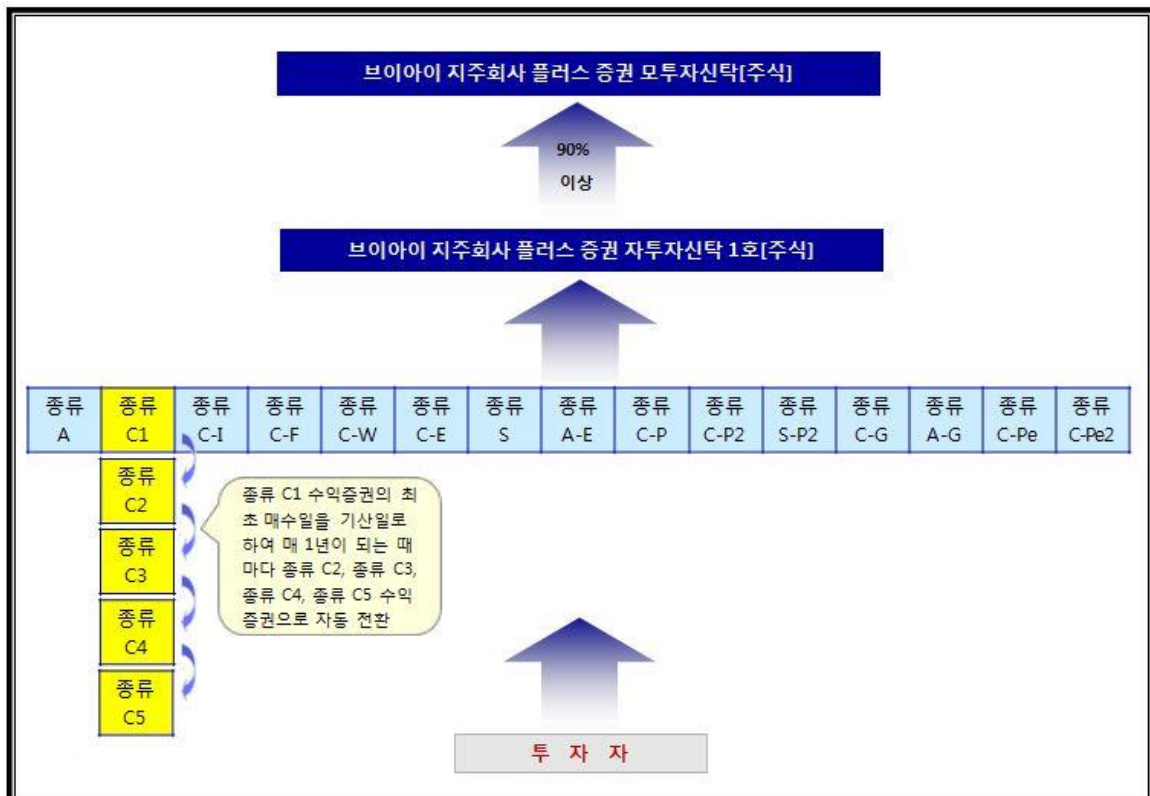 브이아이 지주회사 플러스 증권 모투자신탁[주식]
90%
이상
브이아이 지주회사 플러스 증권 자투자신탁 1호[주식]
종류 종류 종류 종류 종류 종류 종류 종류 종류 종류 종류 종류 종류 종류 종류
A C1 C-I C-F C-W C-E S A-E C-P C-P2 S-P2 C-G A-G C-Pe C-Pe2
종류
C2
종류
C3
종류
C4
종류
C5
종류 C1 수익증권의 최
초 매수일을 기산일로
하여 매 1년이 되는 때
마다 종류 C2, 종류 C3,
종류 C4, 종류 C5 수익
증권으로 자동 전환
투 자 자